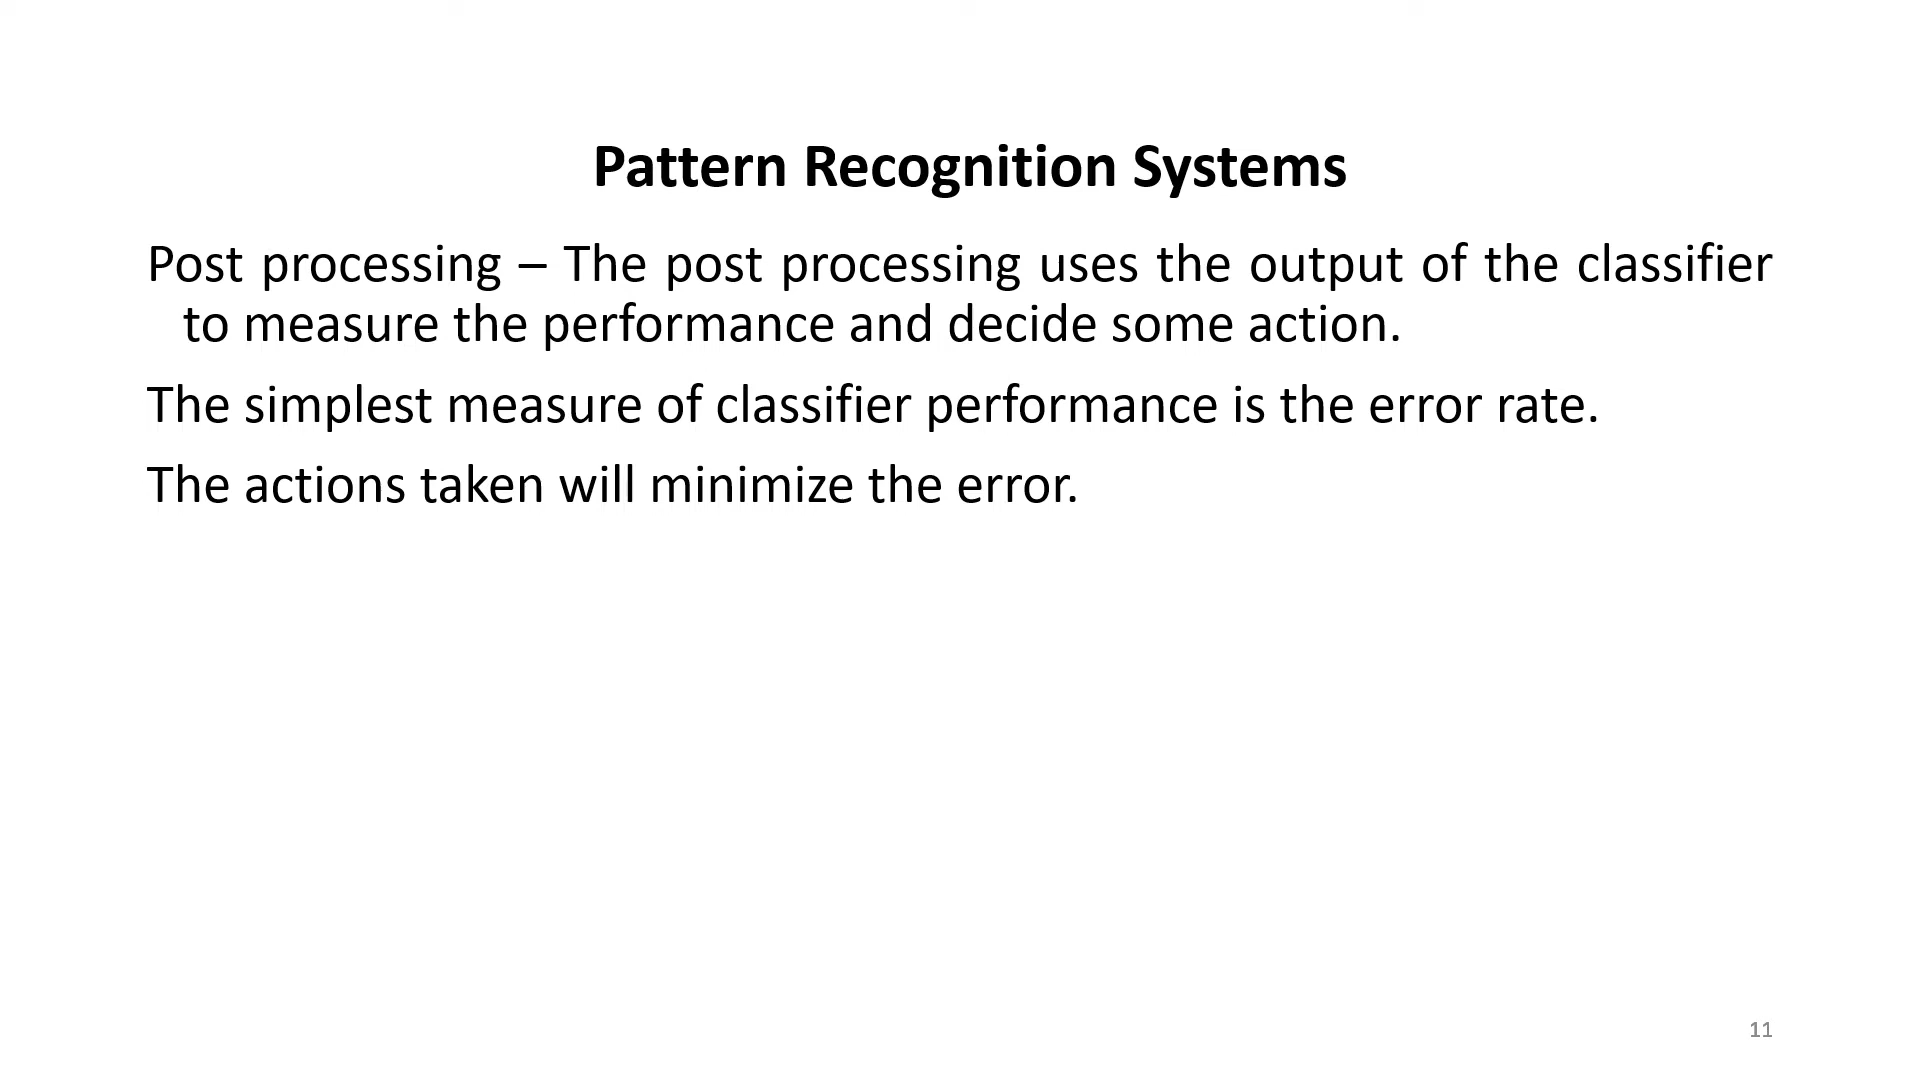 Pattern Recognition Systems
Post processing – The post processing uses the output of the classifier
to measure the performance and decide some action.
The simplest measure of classifier performance is the error rate.
The actions taken will minimize the error.
11